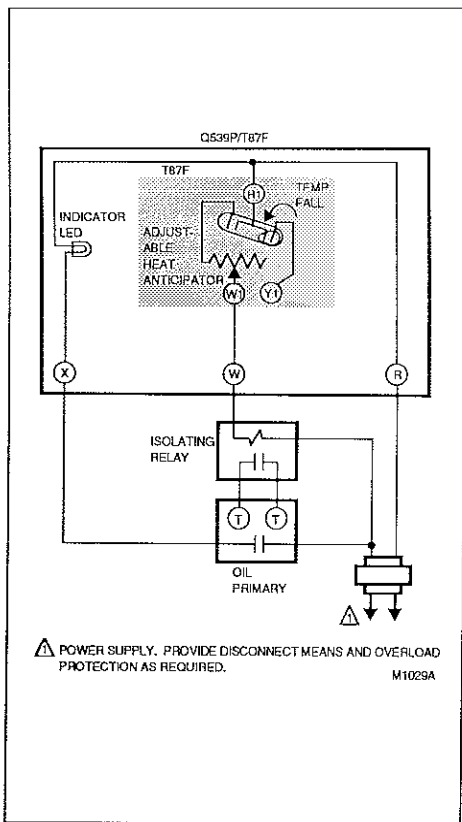 Q539P/T87F
T87F
R1
TEMP
FALL
INDICATOR
LED
ADJUST-
ABLE
HEAT
ANTICIPATOR
W1
Y1
X
W
R
ISOLATING
RELAY
T
T
OIL
PRIMARY
1
1 POWER SUPPLY. PROVIDE DISCONNECT MEANS AND OVERLOAD
PROTECTION AS REQUIRED.
M1029A